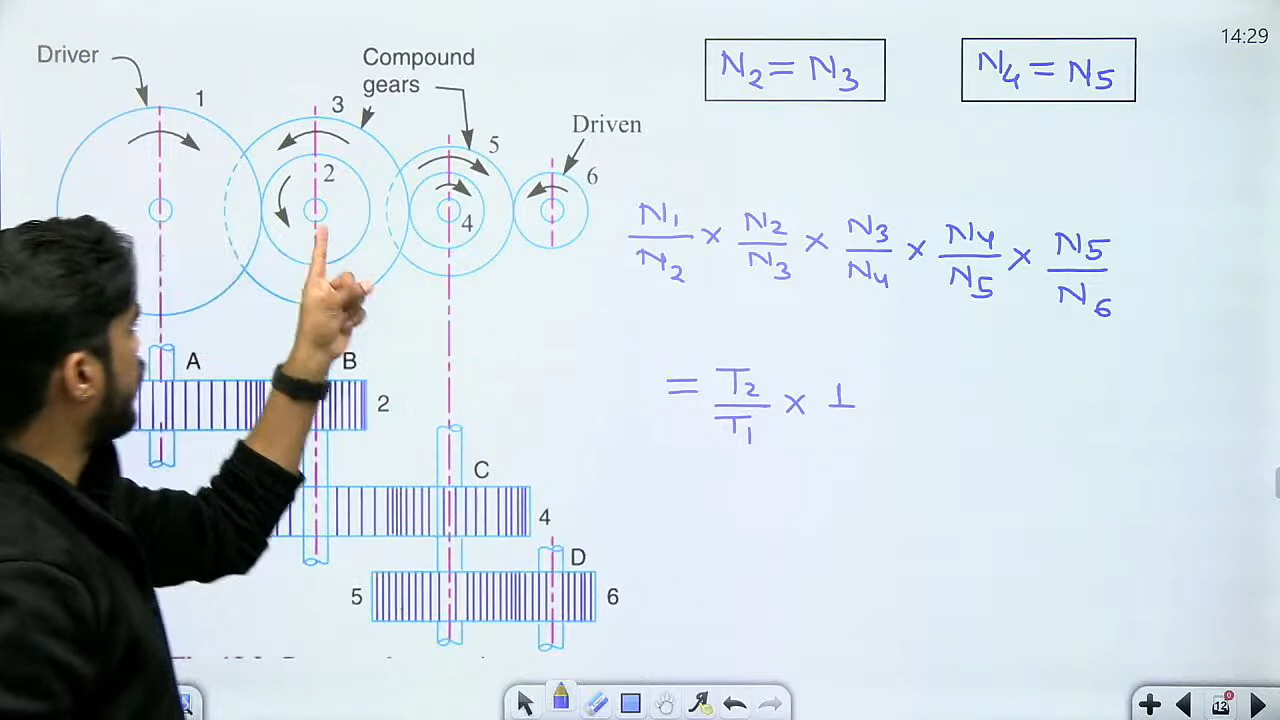 14:29
Driver
Compound
gears
Driven
1
3
2
5
4
6
N2 = N3
N4 = N5
N1/N2 × N2/N3 × N3/N4 × N4/N5 × N5/N6
= T2/T1 × 1
A
B
2
C
4
D
5
6
12